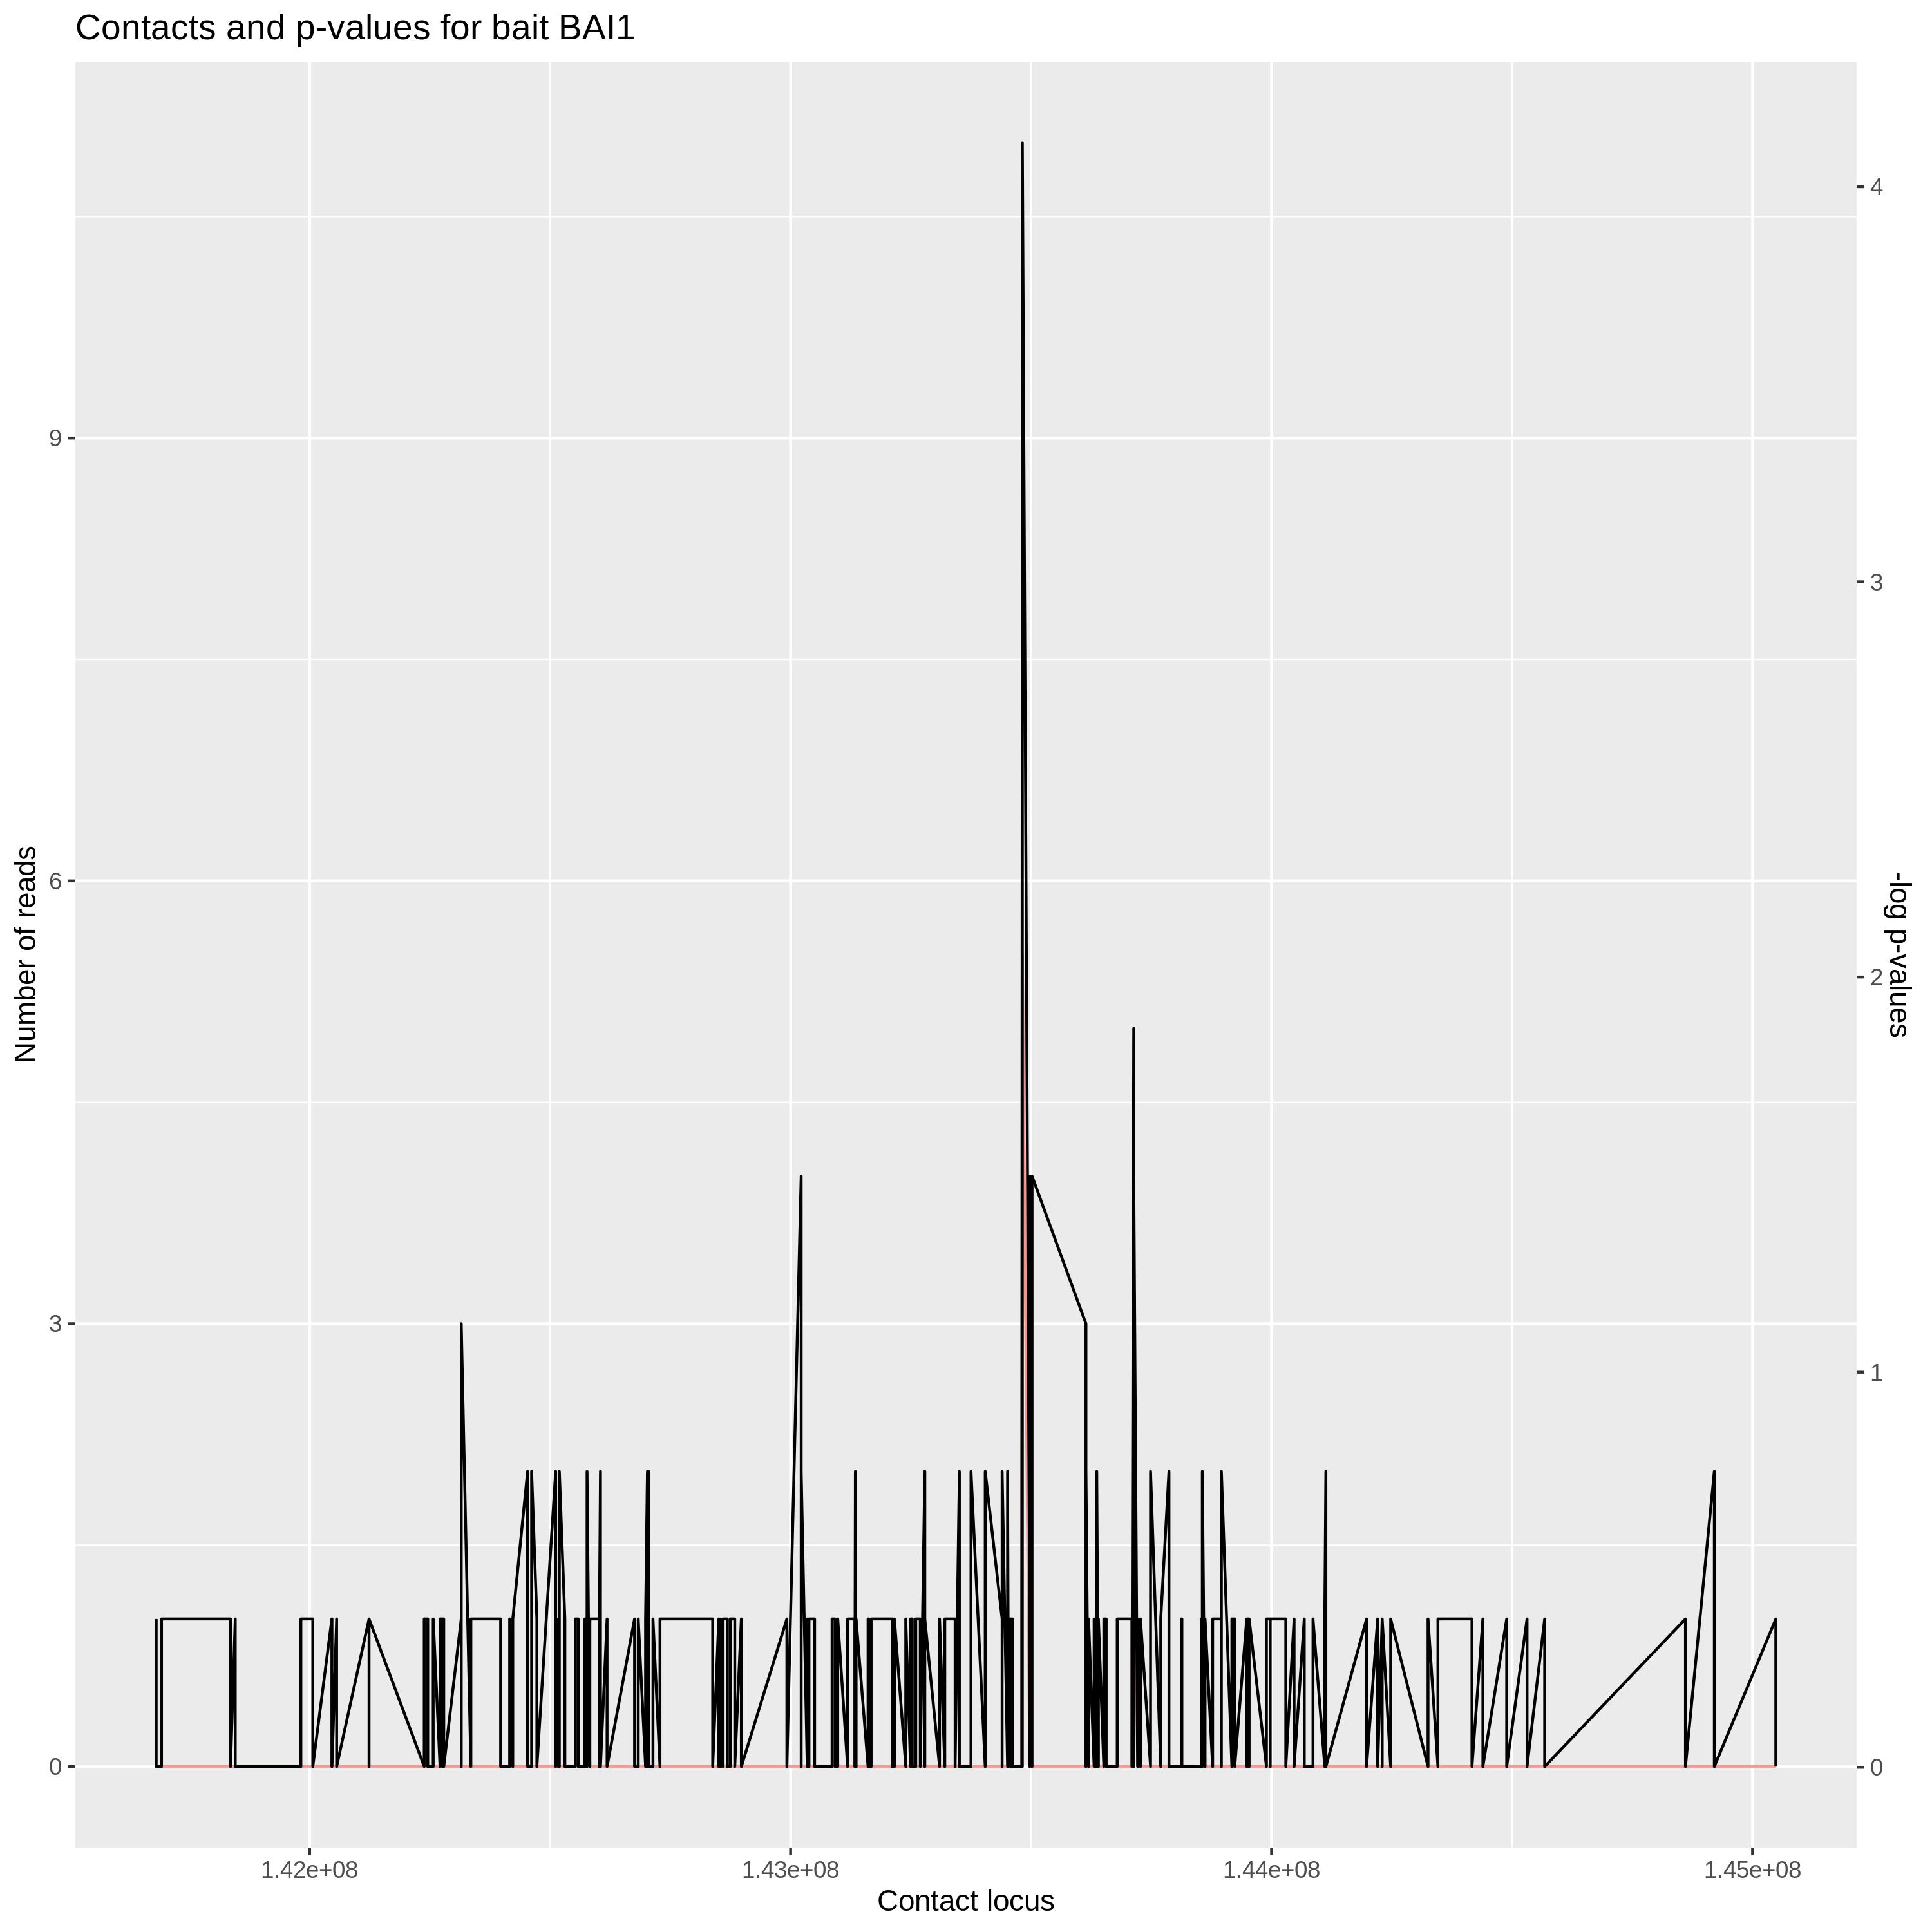 Contacts and p-values for bait BAI1
Number of reads
9
6
3
0
4
3
2
1
0
-log p-values
1.42e+08
1.43e+08
1.44e+08
1.45e+08
Contact locus